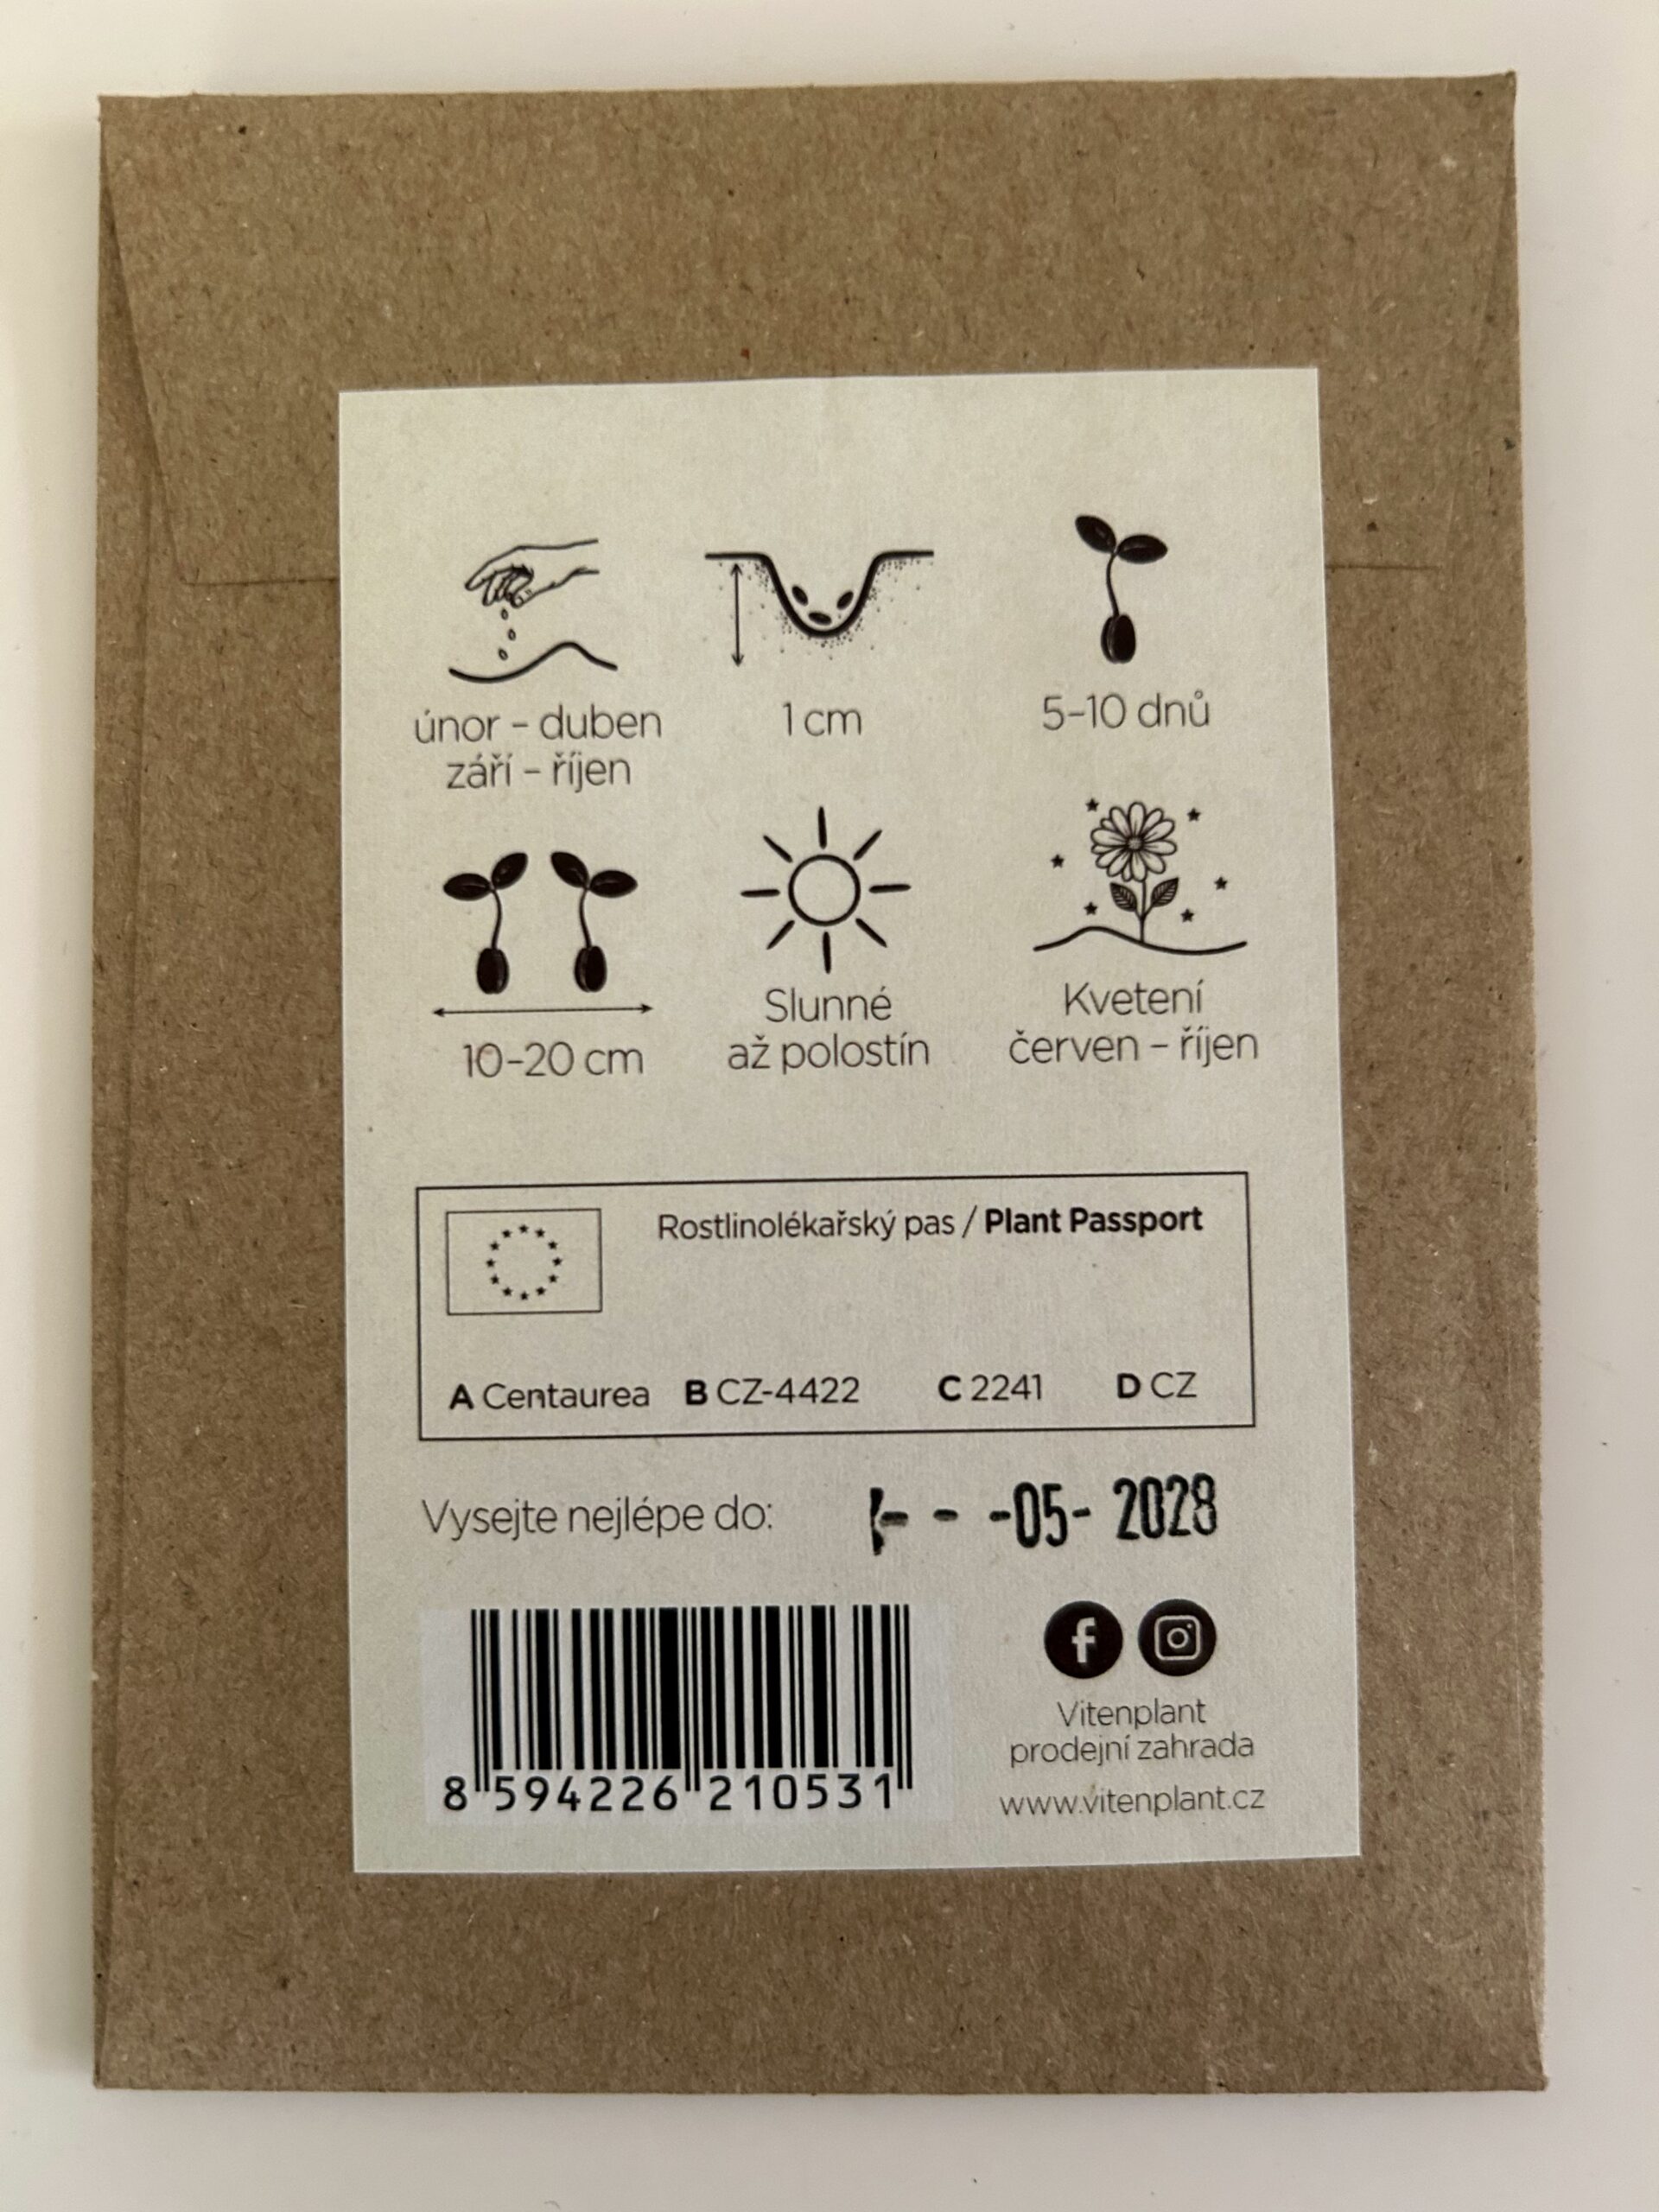 únor – duben
září – říjen
1 cm
5–10 dnů
10–20 cm
Slunné
až polostín
Kvetení
červen – říjen
Rostlinolékařský pas / Plant Passport
A Centaurea B CZ-4422 C 2241 D CZ
Vysejte nejlépe do: - - -05- 2028
8 594226 210531
Vitenplant
prodejní zahrada
www.vitenplant.cz